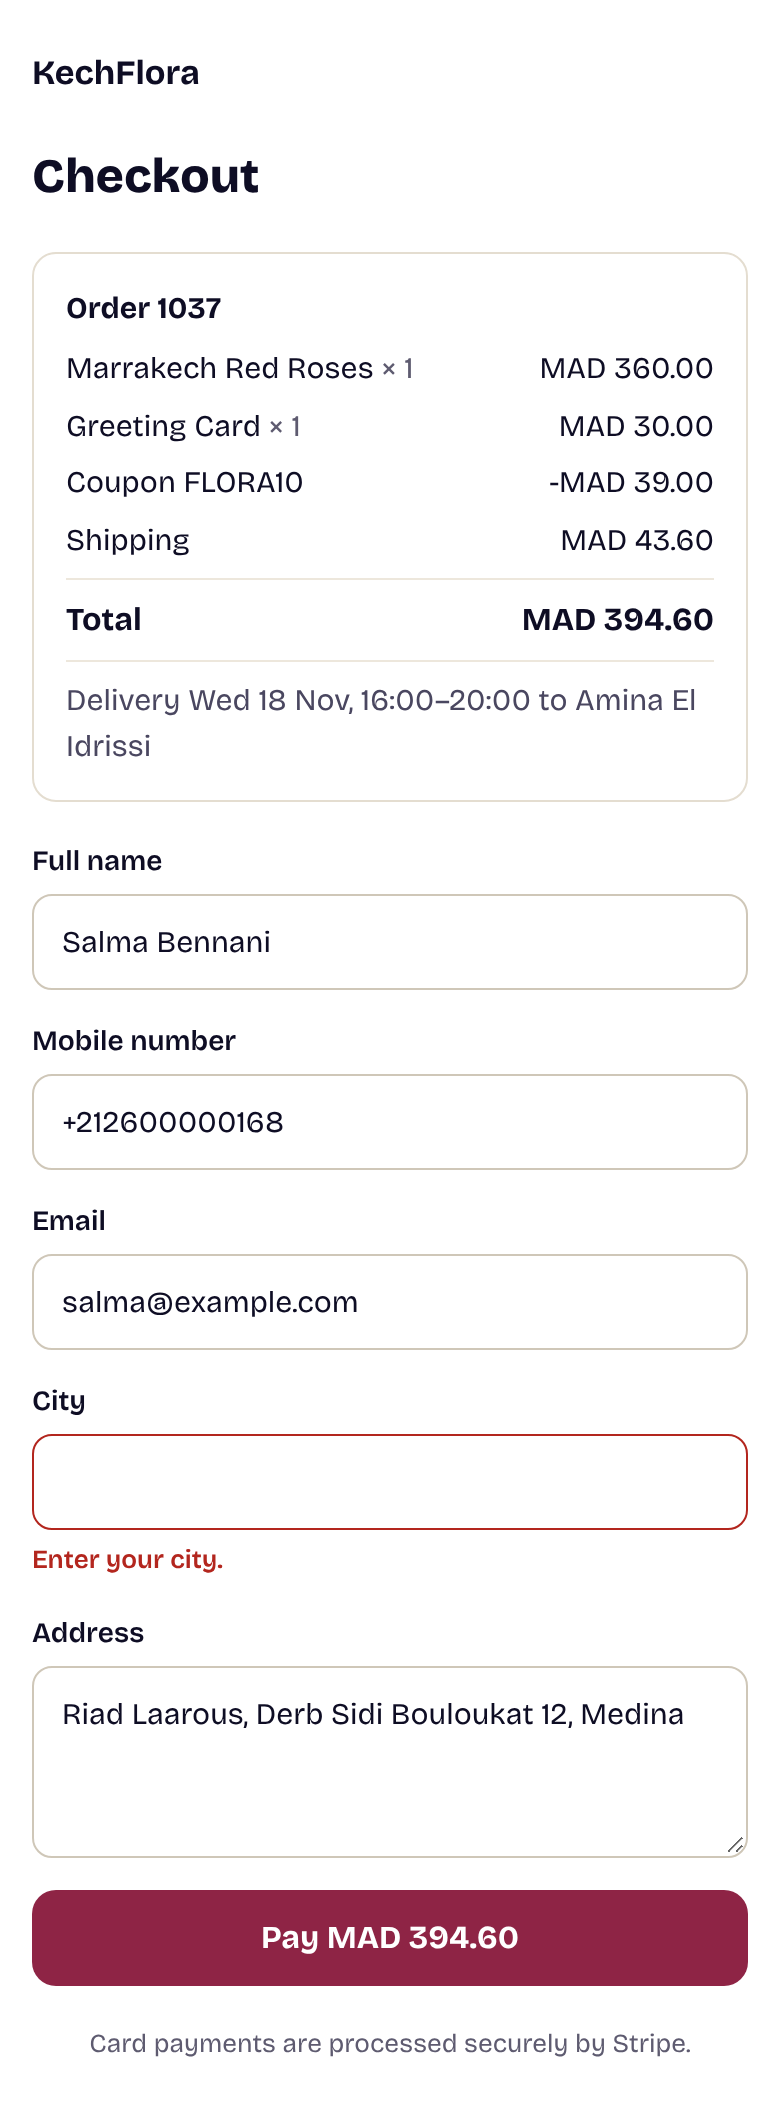 KechFlora
Checkout
Order 1037
Marrakech Red Roses × 1 MAD 360.00
Greeting Card × 1 MAD 30.00
Coupon FLORA10 -MAD 39.00
Shipping MAD 43.60
Total MAD 394.60
Delivery Wed 18 Nov, 16:00–20:00 to Amina El
Idrissi
Full name
Salma Bennani
Mobile number
+212600000168
Email
salma@example.com
City
Enter your city.
Address
Riad Laarous, Derb Sidi Bouloukat 12, Medina
Pay MAD 394.60
Card payments are processed securely by Stripe.